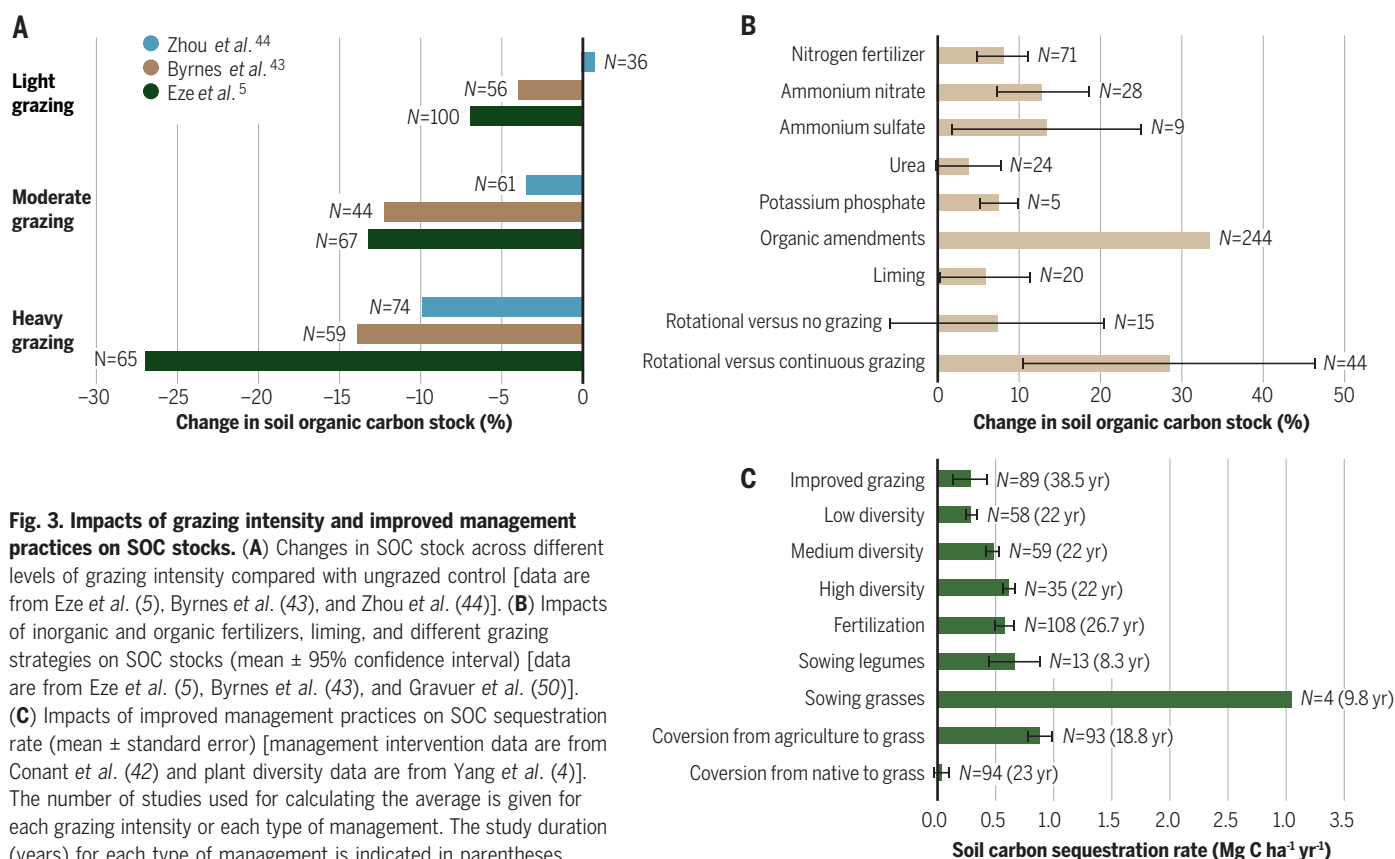 A
Zhou et al. 44
Byrnes et al. 43
Eze et al. 5
Light
grazing
N=36
N=56
N=100
Moderate
grazing
N=61
N=44
N=67
Heavy
grazing
N=74
N=59
N=65
–30 –25 –20 –15 –10 –5 0
Change in soil organic carbon stock (%)
B
Nitrogen fertilizer N=71
Ammonium nitrate N=28
Ammonium sulfate N=9
Urea N=24
Potassium phosphate N=5
Organic amendments N=244
Liming N=20
Rotational versus no grazing N=15
Rotational versus continuous grazing N=44
0 10 20 30 40 50
Change in soil organic carbon stock (%)
C
Improved grazing N=89 (38.5 yr)
Low diversity N=58 (22 yr)
Medium diversity N=59 (22 yr)
High diversity N=35 (22 yr)
Fertilization N=108 (26.7 yr)
Sowing legumes N=13 (8.3 yr)
Sowing grasses N=4 (9.8 yr)
Coversion from agriculture to grass N=93 (18.8 yr)
Coversion from native to grass N=94 (23 yr)
0.0 0.5 1.0 1.5 2.0 2.5 1.0 3.5
Soil carbon sequestration rate (Mg C ha⁻¹ yr⁻¹)
Fig. 3. Impacts of grazing intensity and improved management
practices on SOC stocks. (A) Changes in SOC stock across different
levels of grazing intensity compared with ungrazed control [data are
from Eze et al. (5), Byrnes et al. (43), and Zhou et al. (44)]. (B) Impacts
of inorganic and organic fertilizers, liming, and different grazing
strategies on SOC stocks (mean ± 95% confidence interval) [data
are from Eze et al. (5), Byrnes et al. (43), and Gravuer et al. (50)].
(C) Impacts of improved management practices on SOC sequestration
rate (mean ± standard error) [management intervention data are from
Conant et al. (42) and plant diversity data are from Yang et al. (4)].
The number of studies used for calculating the average is given for
each grazing intensity or each type of management. The study duration
(years) for each type of management is indicated in parentheses